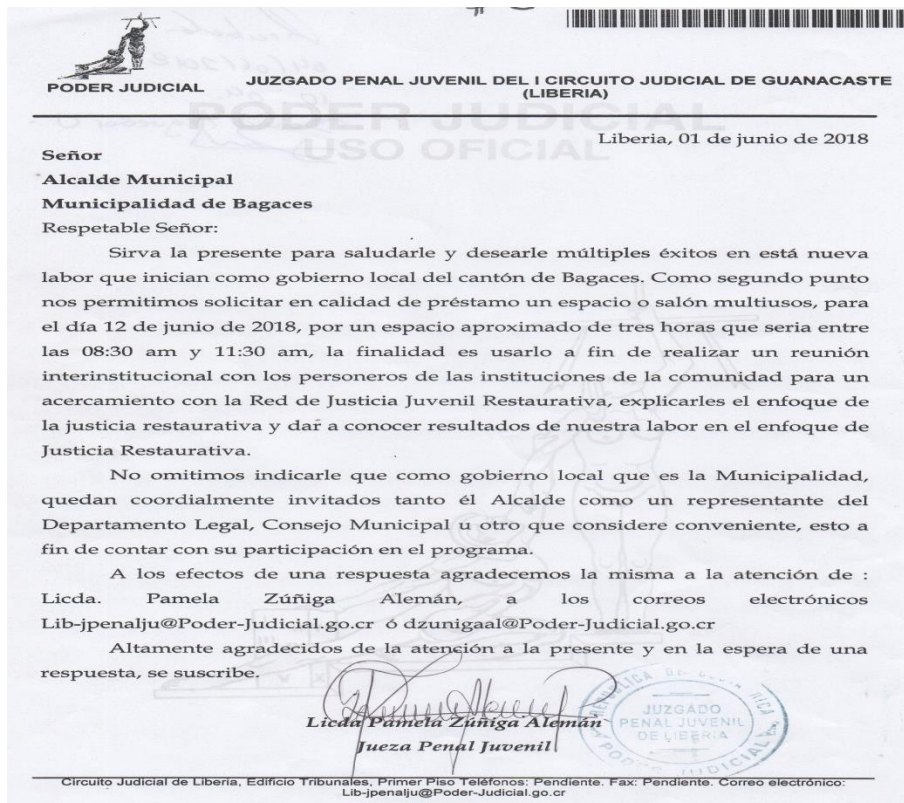 PODER JUDICIAL
JUZGADO PENAL JUVENIL DEL I CIRCUITO JUDICIAL DE GUANACASTE
(LIBERIA)
PODER JUDICIAL
USO OFICIAL
Liberia, 01 de junio de 2018
Señor
Alcalde Municipal
Municipalidad de Bagaces
Respetable Señor:
Sirva la presente para saludarle y desearle múltiples éxitos en está nueva
labor que inician como gobierno local del cantón de Bagaces. Como segundo punto
nos permitimos solicitar en calidad de préstamo un espacio o salón multiusos, para
el día 12 de junio de 2018, por un espacio aproximado de tres horas que seria entre
las 08:30 am y 11:30 am, la finalidad es usarlo a fin de realizar un reunión
interinstitucional con los personeros de las instituciones de la comunidad para un
acercamiento con la Red de Justicia Juvenil Restaurativa, explicarles el enfoque de
la justicia restaurativa y dar a conocer resultados de nuestra labor en el enfoque de
Justicia Restaurativa.
No omitimos indicarle que como gobierno local que es la Municipalidad,
quedan coordialmente invitados tanto él Alcalde como un representante del
Departamento Legal, Consejo Municipal u otro que considere conveniente, esto a
fin de contar con su participación en el programa.
A los efectos de una respuesta agradecemos la misma a la atención de :
Licda. Pamela Zúñiga Alemán, a los correos electrónicos
Lib-jpenalju@Poder-Judicial.go.cr ó dzunigaal@Poder-Judicial.go.cr
Altamente agradecidos de la atención a la presente y en la espera de una
respuesta, se suscribe.
Licda Pamela Zúñiga Alemán
Jueza Penal Juvenil
REPUBLICA DE COSTA RICA
JUZGADO
PENAL JUVENIL
DE LIBERIA
PODER JUDICIAL
Circuito Judicial de Liberia, Edificio Tribunales, Primer Piso Teléfonos: Pendiente. Fax: Pendiente. Correo electrónico:
Lib-jpenalju@Poder-Judicial.go.cr